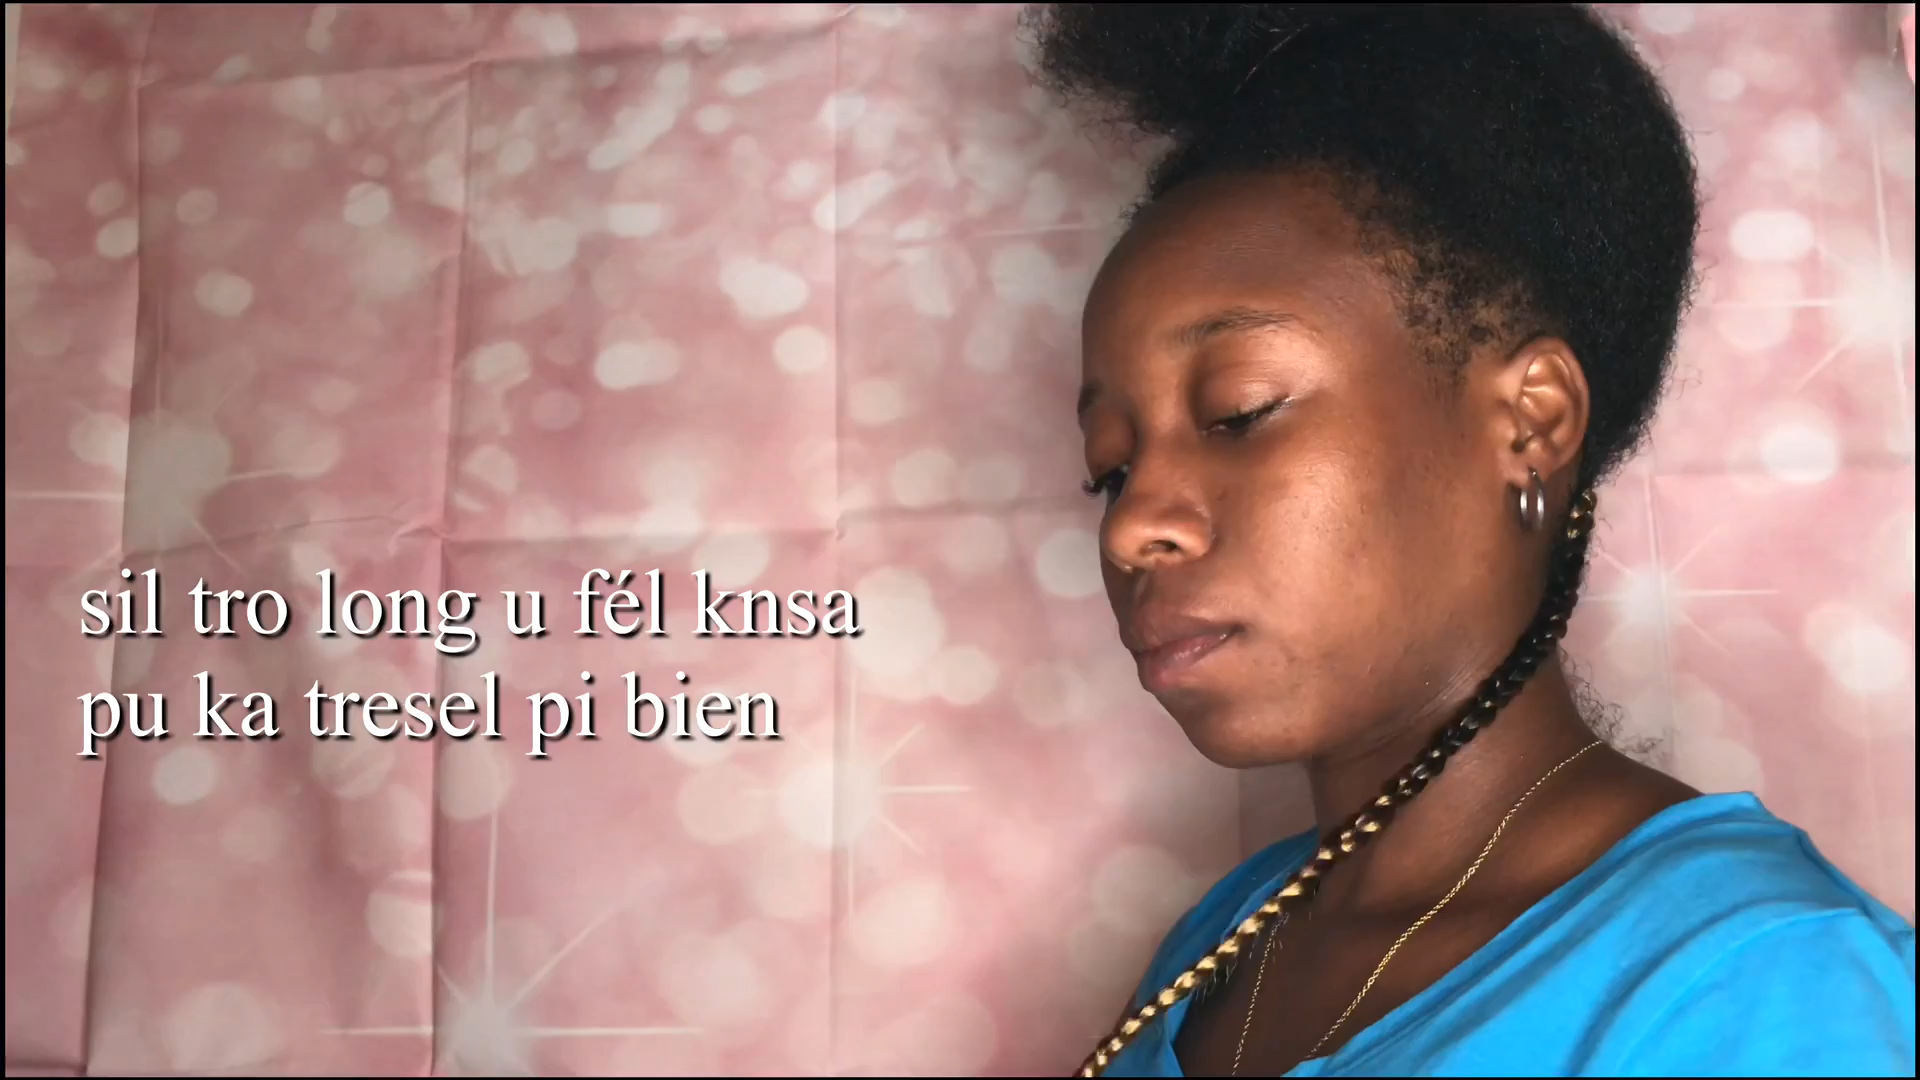 sil tro long u fél knsa
pu ka tresel pi bien